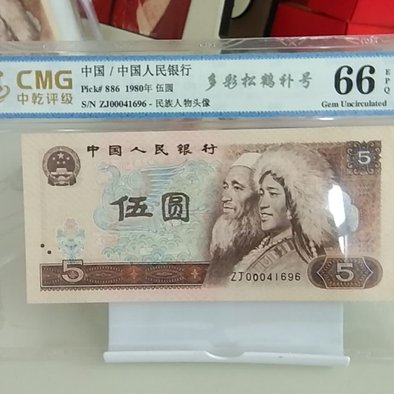 CMG
中乾评级
中国 / 中国人民银行
Pick# 886 1980年 伍圆
S/N ZJ00041696 - 民族人物头像
多彩松鹤补号
66
EPQ
Gem Uncirculated
中国人民银行
5
伍圆
ZJ00041696
5
5